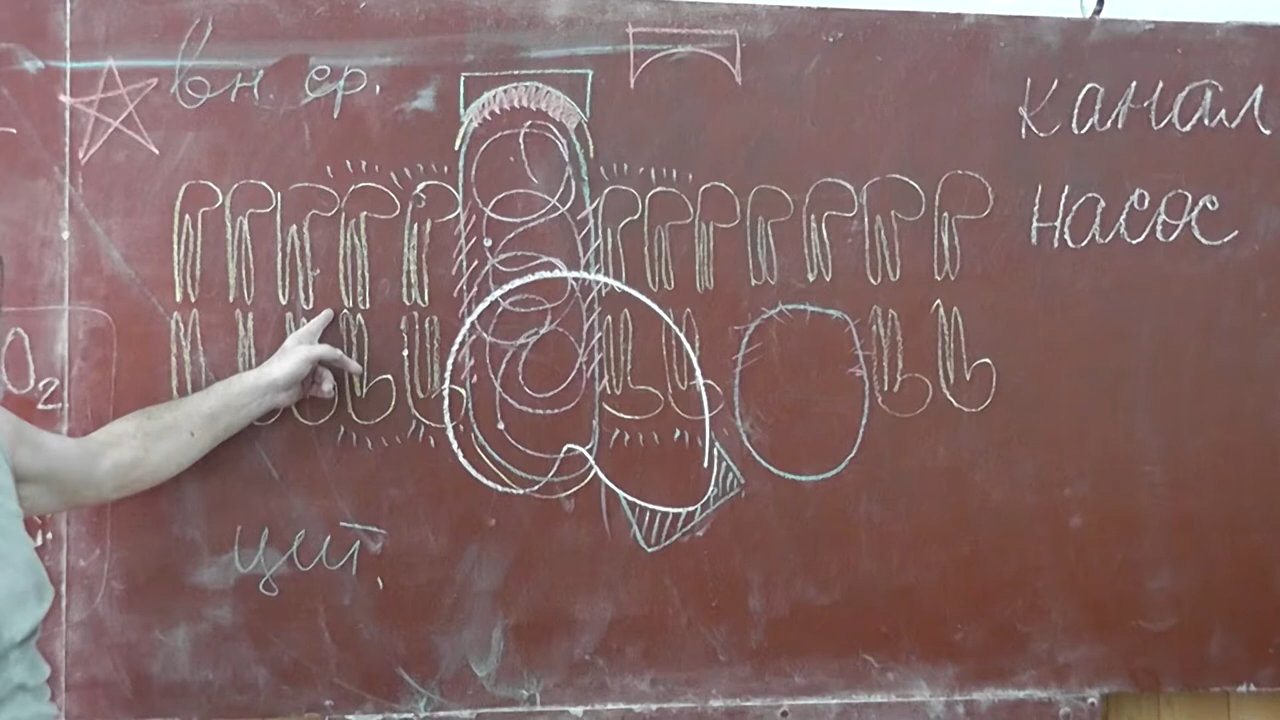 вн. ср.
канал
насос
O₂
цит.